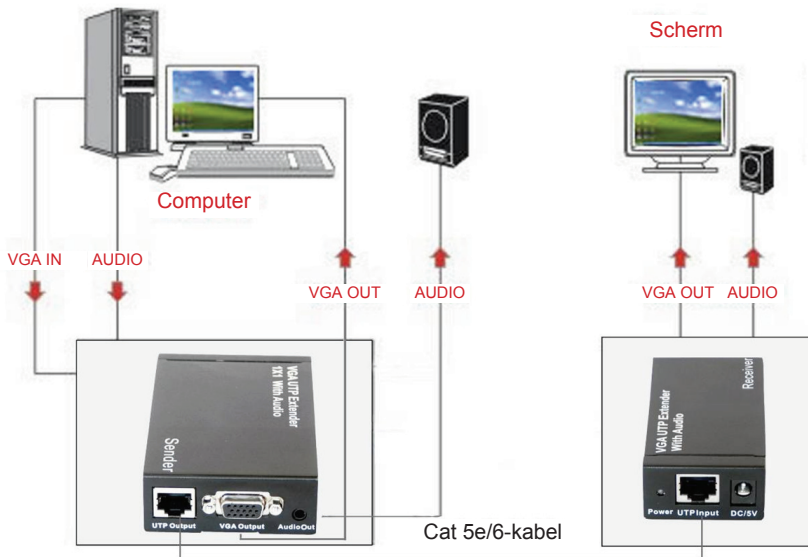 Scherm
Computer
VGA IN
AUDIO
VGA OUT
AUDIO
VGA OUT
AUDIO
VGA UTP Extender
1X1 With Audio
Sender
UTP Output
VGA Output
AudioOut
Cat 5e/6-kabel
Receiver
VGA UTP Extender
With Audio
Power
UTP Input
DC/5V